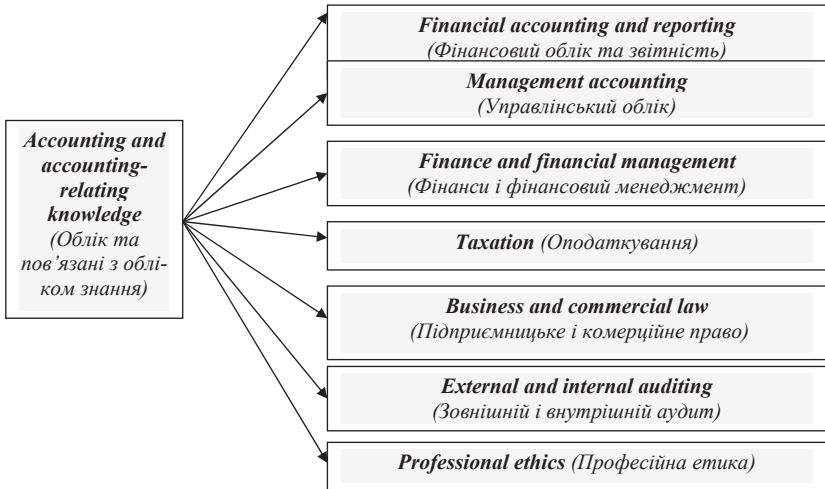 Accounting and
accounting-
relating
knowledge
(Облік та
пов’язані з облі-
ком знання)
Financial accounting and reporting
(Фінансовий облік та звітність)
Management accounting
(Управлінський облік)
Finance and financial management
(Фінанси і фінансовий менеджмент)
Taxation (Оподаткування)
Business and commercial law
(Підприємницьке і комерційне право)
External and internal auditing
(Зовнішній і внутрішній аудит)
Professional ethics (Професійна етика)